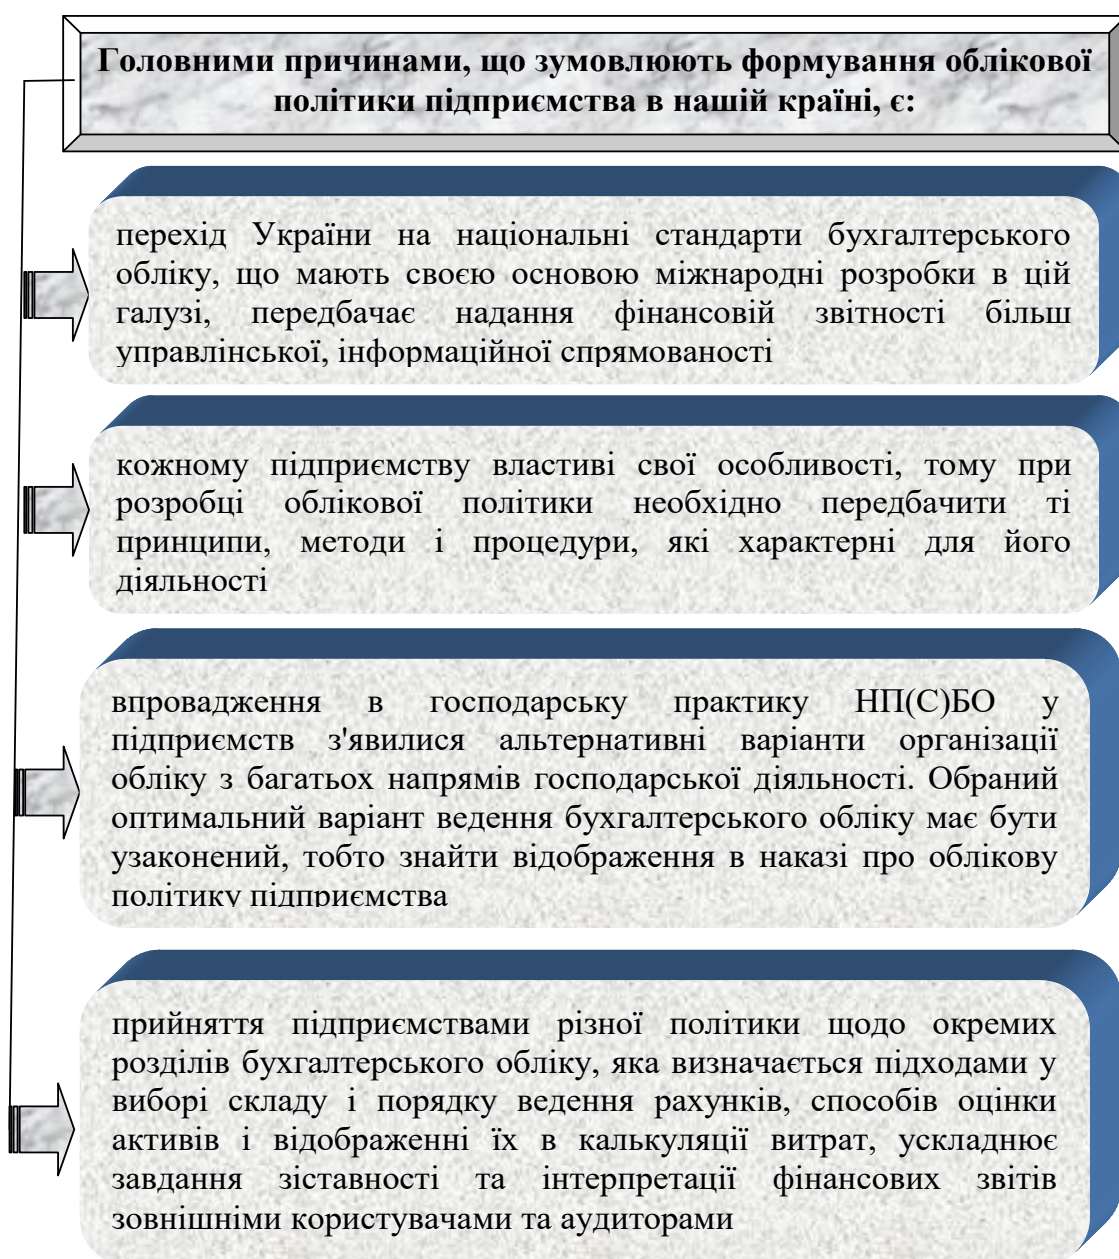 Головними причинами, що зумовлюють формування облікової
політики підприємства в нашій країні, є:
перехід України на національні стандарти бухгалтерського
обліку, що мають своєю основою міжнародні розробки в цій
галузі, передбачає надання фінансовій звітності більш
управлінської, інформаційної спрямованості
кожному підприємству властиві свої особливості, тому при
розробці облікової політики необхідно передбачити ті
принципи, методи і процедури, які характерні для його
діяльності
впровадження в господарську практику НП(С)БО у
підприємств з'явилися альтернативні варіанти організації
обліку з багатьох напрямів господарської діяльності. Обраний
оптимальний варіант ведення бухгалтерського обліку має бути
узаконений, тобто знайти відображення в наказі про облікову
політику підприємства
прийняття підприємствами різної політики щодо окремих
розділів бухгалтерського обліку, яка визначається підходами у
виборі складу і порядку ведення рахунків, способів оцінки
активів і відображенні їх в калькуляції витрат, ускладнює
завдання зіставності та інтерпретації фінансових звітів
зовнішніми користувачами та аудиторами